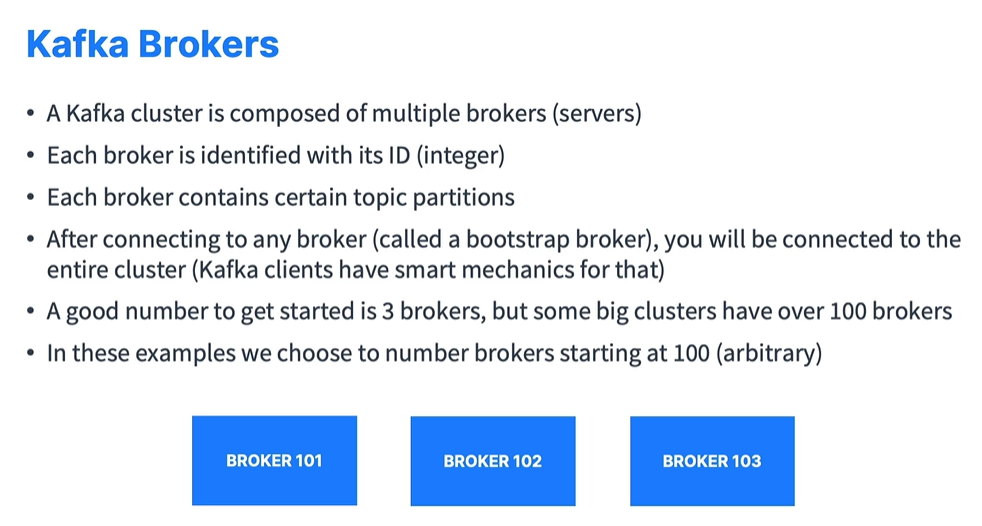 Kafka Brokers
• A Kafka cluster is composed of multiple brokers (servers)
• Each broker is identified with its ID (integer)
• Each broker contains certain topic partitions
• After connecting to any broker (called a bootstrap broker), you will be connected to the
entire cluster (Kafka clients have smart mechanics for that)
• A good number to get started is 3 brokers, but some big clusters have over 100 brokers
• In these examples we choose to number brokers starting at 100 (arbitrary)
BROKER 101
BROKER 102
BROKER 103